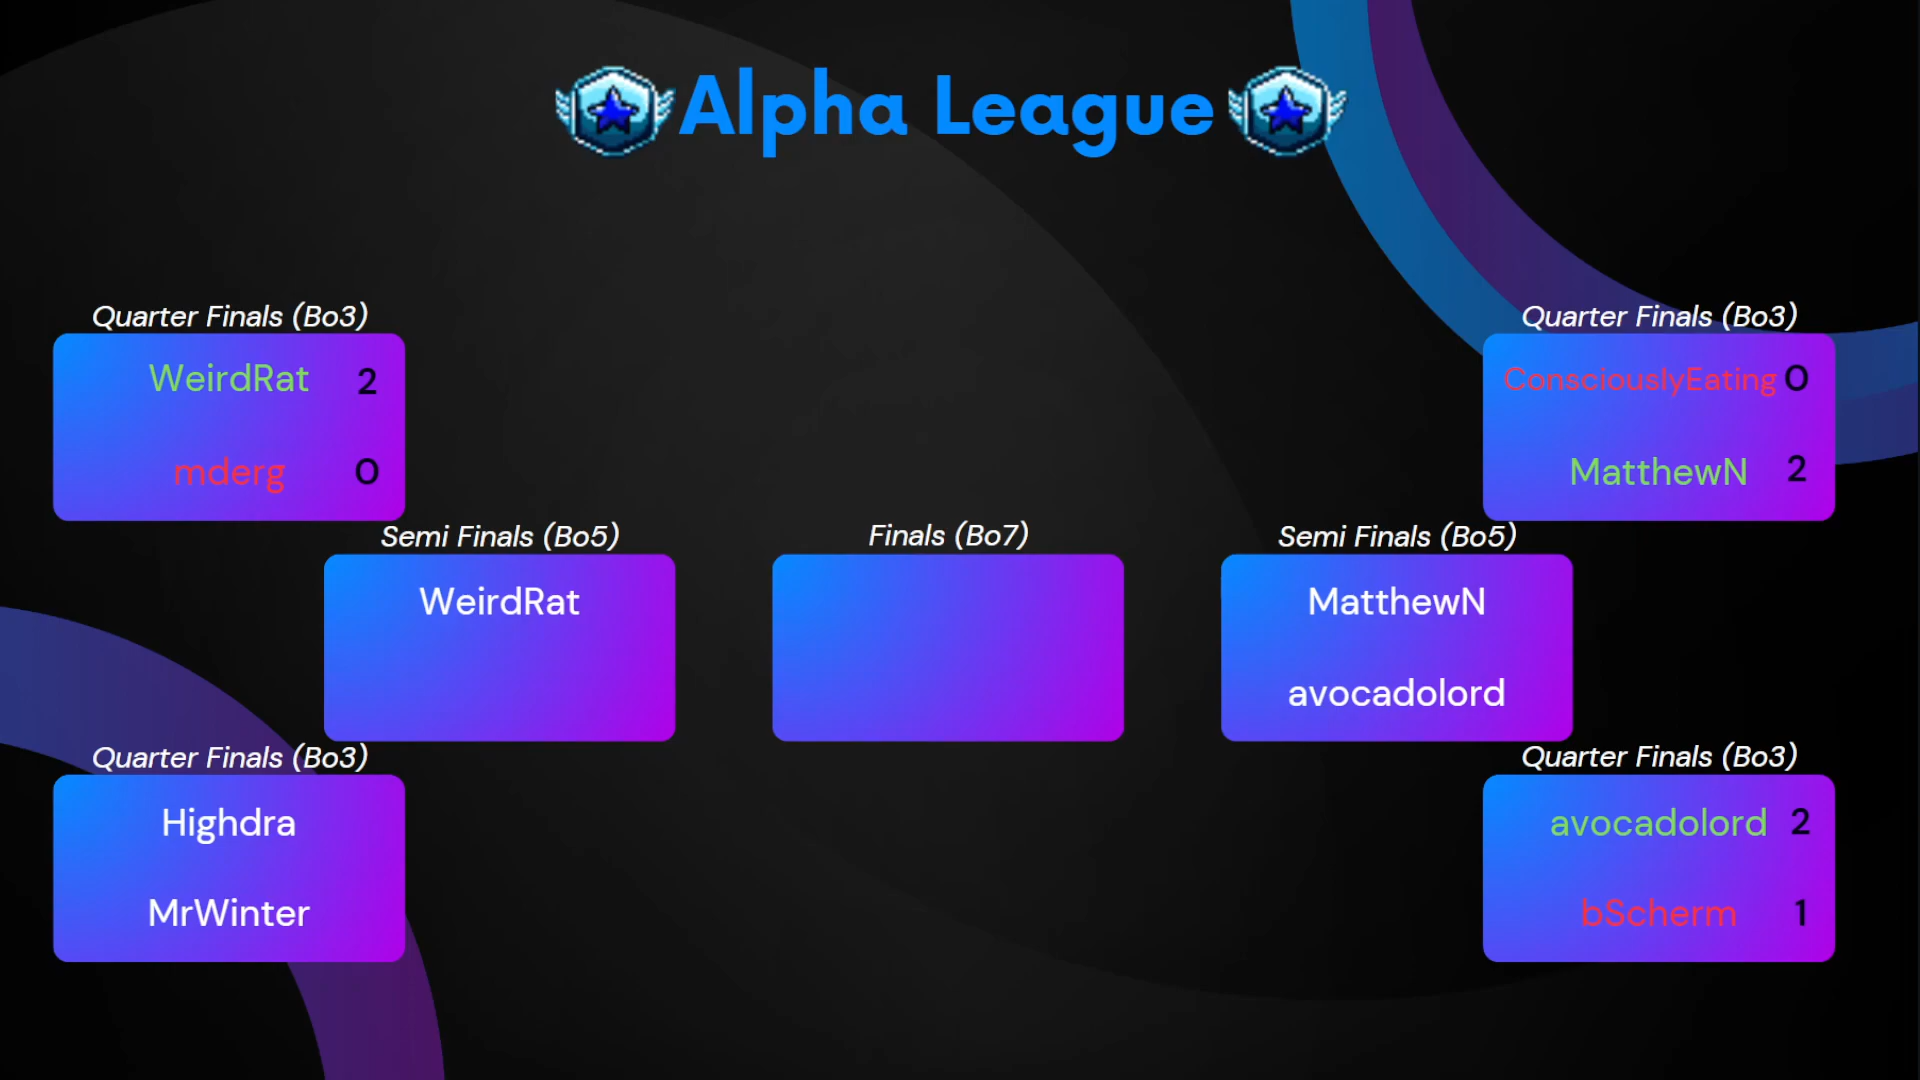 Alpha League
Quarter Finals (Bo3)
WeirdRat 2
mderg 0
Quarter Finals (Bo3)
ConsciouslyEating 0
MatthewN 2
Semi Finals (Bo5)
WeirdRat
Finals (Bo7)
Semi Finals (Bo5)
MatthewN
avocadolord
Quarter Finals (Bo3)
Highdra
MrWinter
Quarter Finals (Bo3)
avocadolord 2
bScherm 1